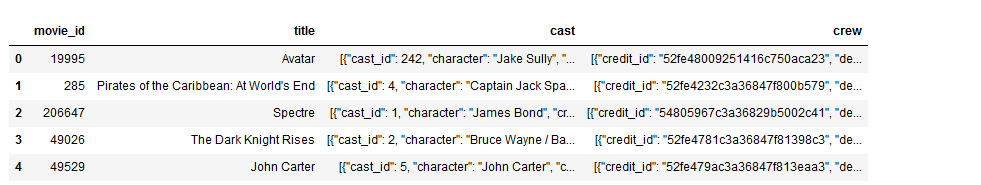 movie_id title cast crew
0 19995 Avatar [{"cast_id": 242, "character": "Jake Sully", "... [{"credit_id": "52fe48009251416c750aca23", "de...
1 285 Pirates of the Caribbean: At World's End [{"cast_id": 4, "character": "Captain Jack Spa... [{"credit_id": "52fe4232c3a36847f800b579", "de...
2 206647 Spectre [{"cast_id": 1, "character": "James Bond", "cr... [{"credit_id": "54805967c3a36829b5002c41", "de...
3 49026 The Dark Knight Rises [{"cast_id": 2, "character": "Bruce Wayne / Ba... [{"credit_id": "52fe4781c3a36847f81398c3", "de...
4 49529 John Carter [{"cast_id": 5, "character": "John Carter", "c... [{"credit_id": "52fe479ac3a36847f813eaa3", "de...